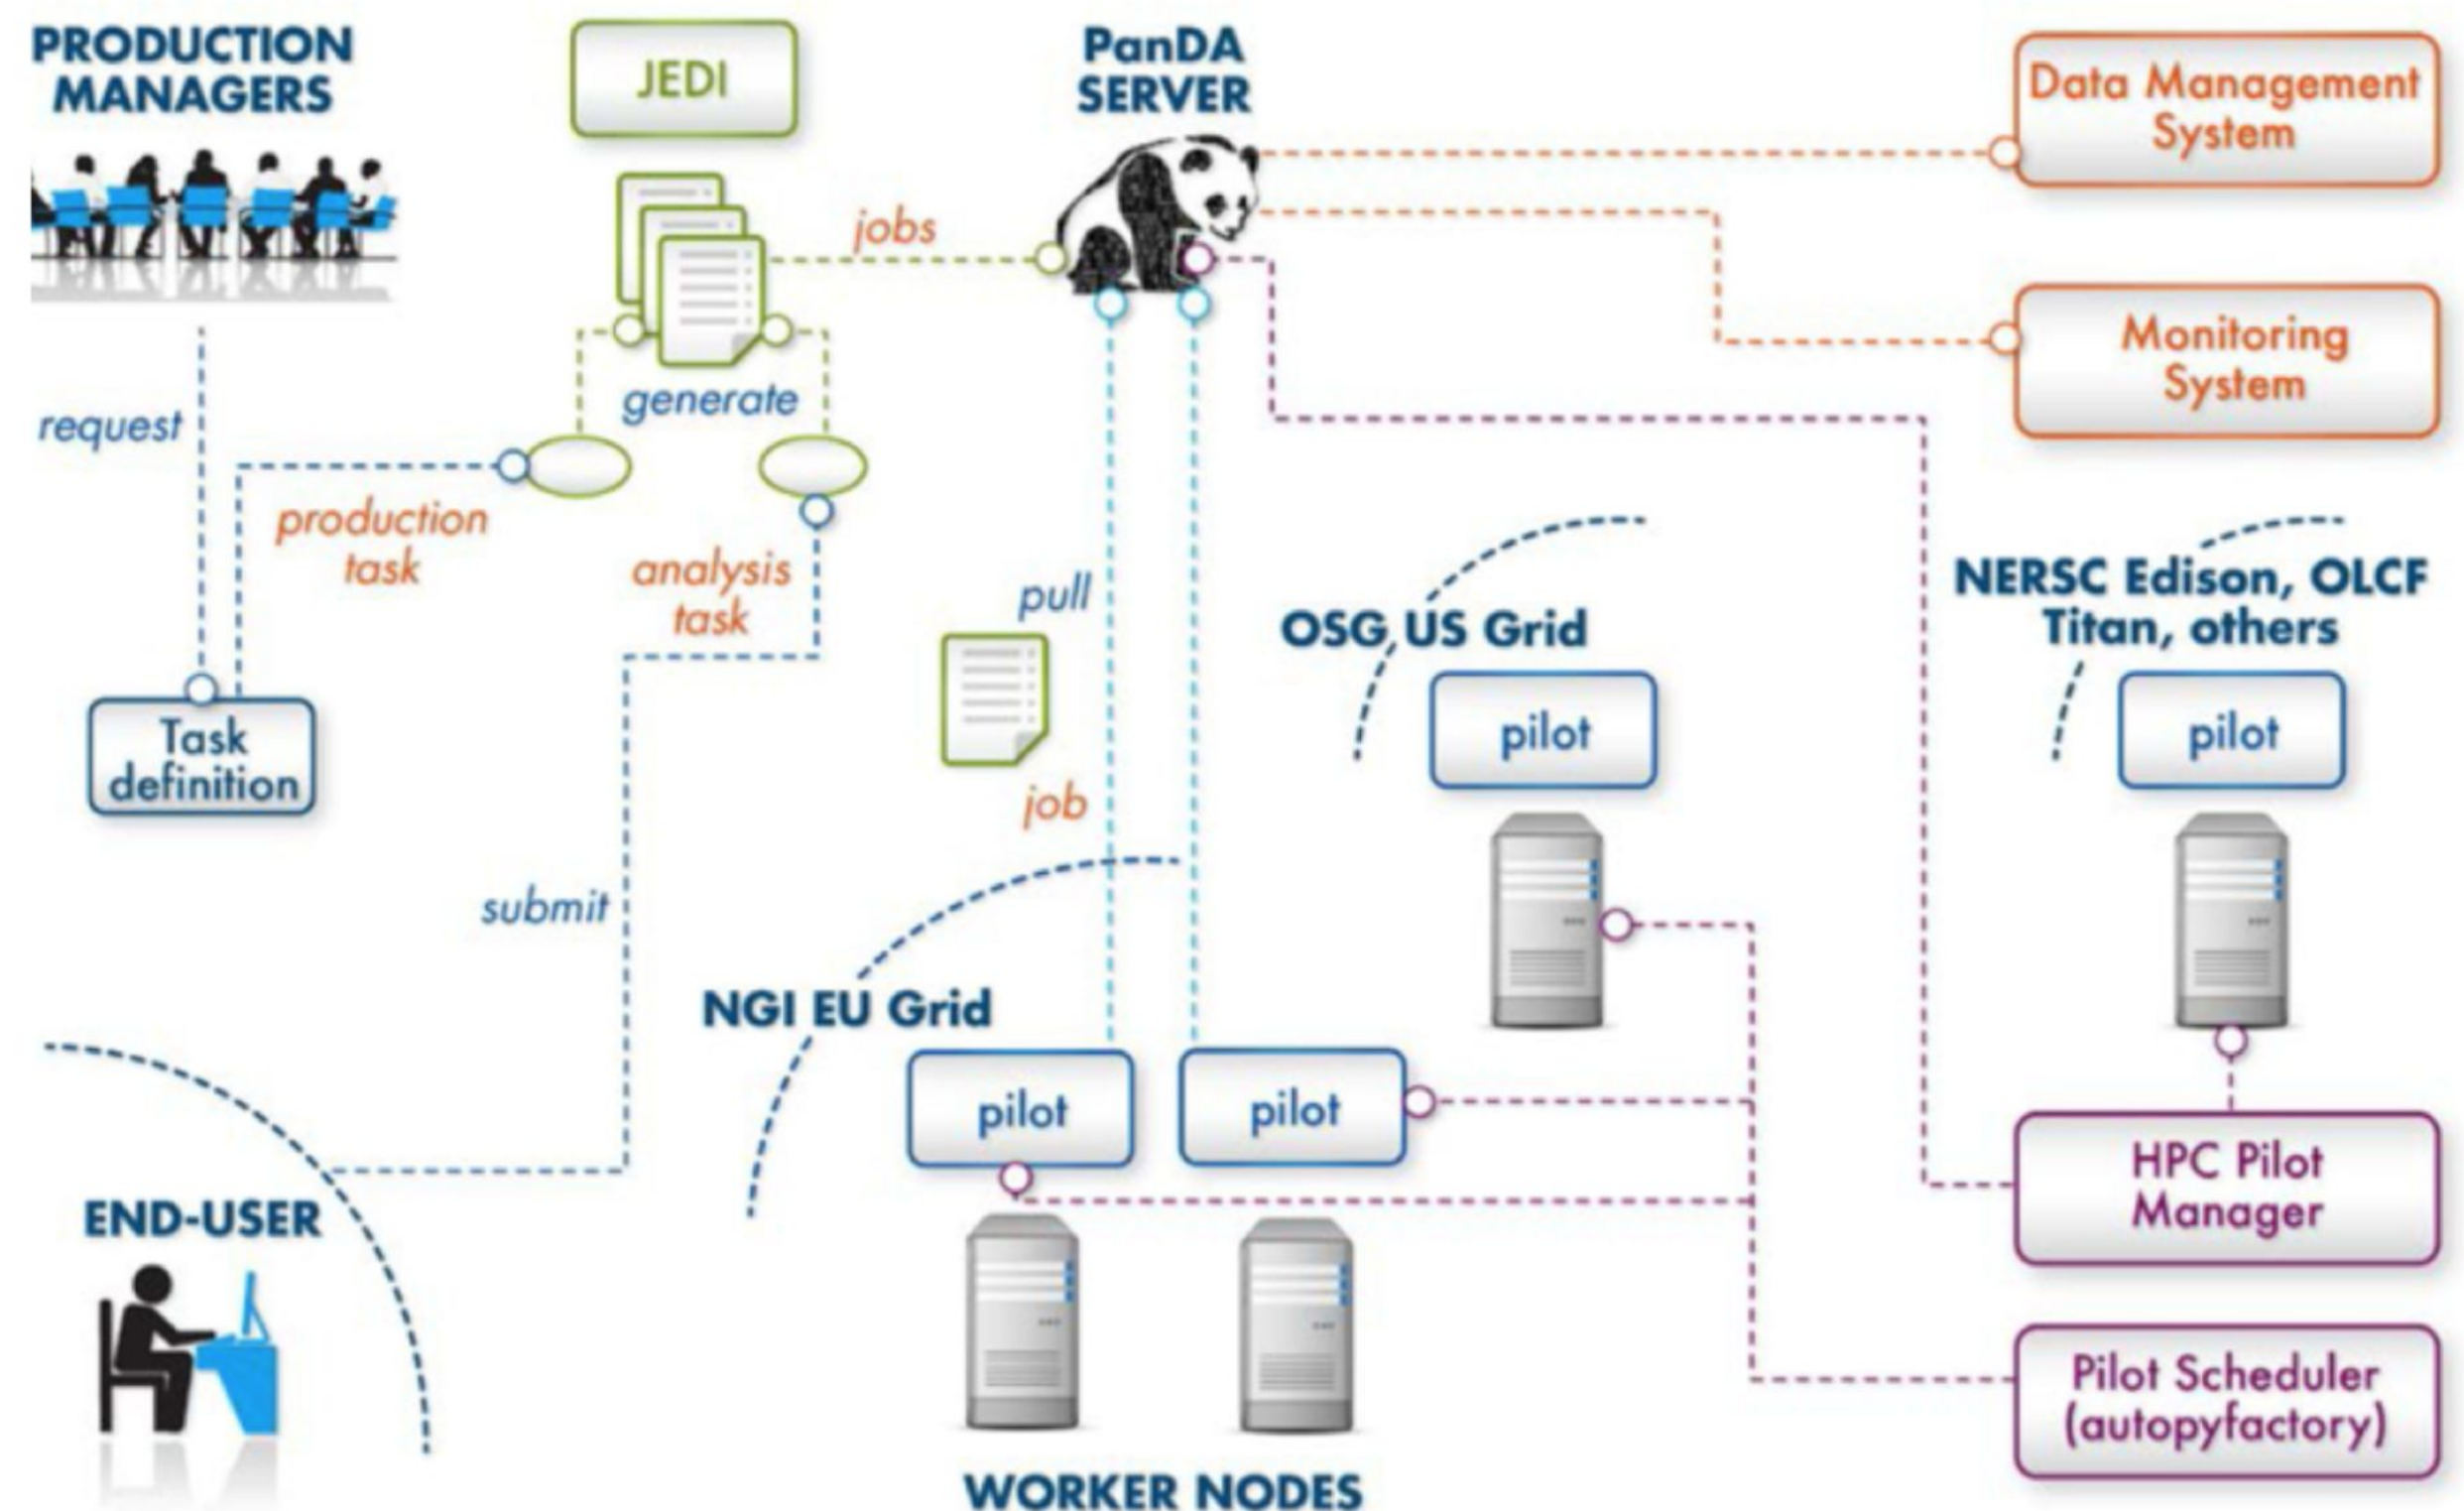 PRODUCTION
MANAGERS
JEDI
PanDA
SERVER
Data Management
System
jobs
Monitoring
System
generate
request
production
task
analysis
task
pull
OSG US Grid
NERSC Edison, OLCF
Titan, others
pilot
pilot
Task
definition
job
submit
NGI EU Grid
pilot
pilot
HPC Pilot
Manager
END-USER
Pilot Scheduler
(autopyfactory)
WORKER NODES